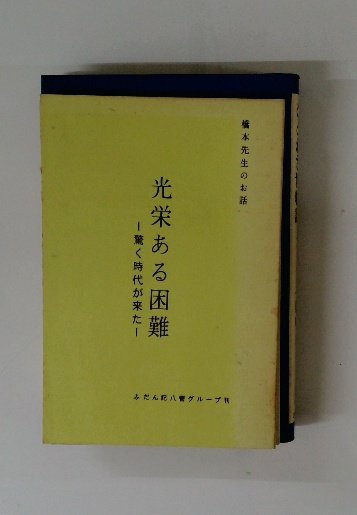 橋本先生のお話
光栄ある困難
ー驚く時代が来たー
ふだん記八書グループ刊